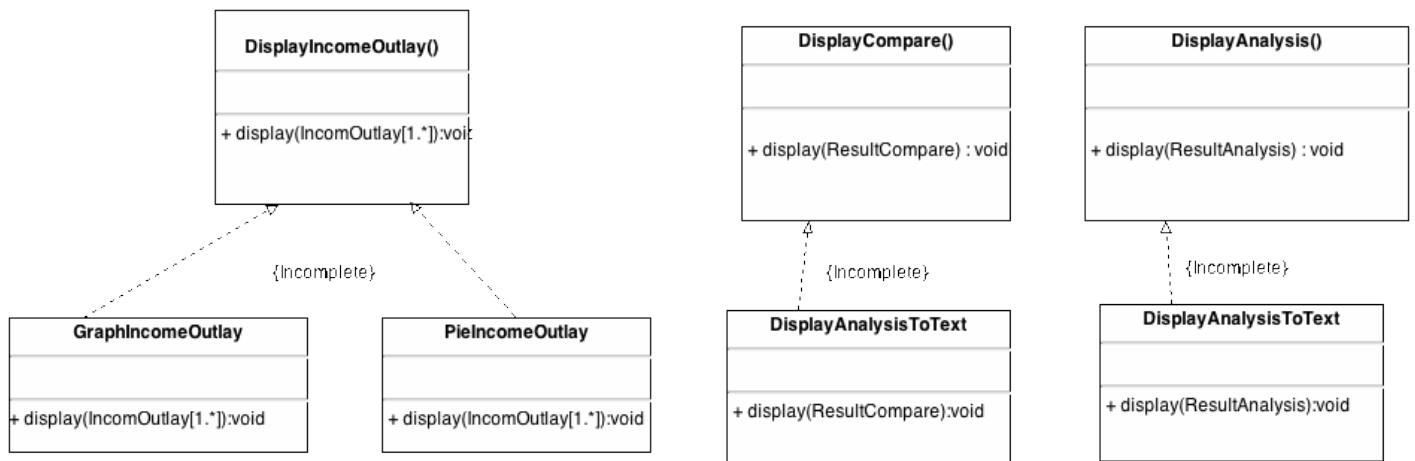 DisplayIncomeOutlay()
+ display(IncomOutlay[1.*]):void
DisplayCompare()
+ display(ResultCompare) : void
DisplayAnalysis()
+ display(ResultAnalysis) : void
{Incomplete}
{Incomplete}
{Incomplete}
GraphIncomeOutlay
+ display(IncomOutlay[1.*]):void
PieIncomeOutlay
+ display(IncomOutlay[1.*]):void
DisplayAnalysisToText
+ display(ResultCompare):void
DisplayAnalysisToText
+ display(ResultAnalysis):void